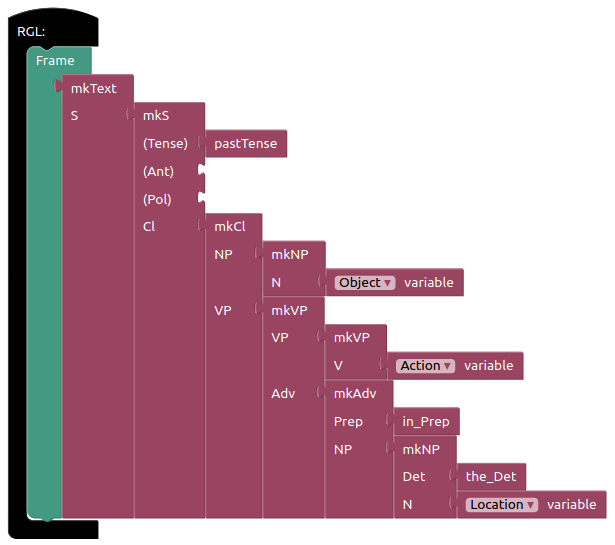 RGL:
Frame
mkText
S mkS
(Tense) pastTense
(Ant)
(Pol)
Cl mkCl
NP mkNP
N Object ▾ variable
VP mkVP
VP mkVP
V Action ▾ variable
Adv mkAdv
Prep in_Prep
NP mkNP
Det the_Det
N Location ▾ variable